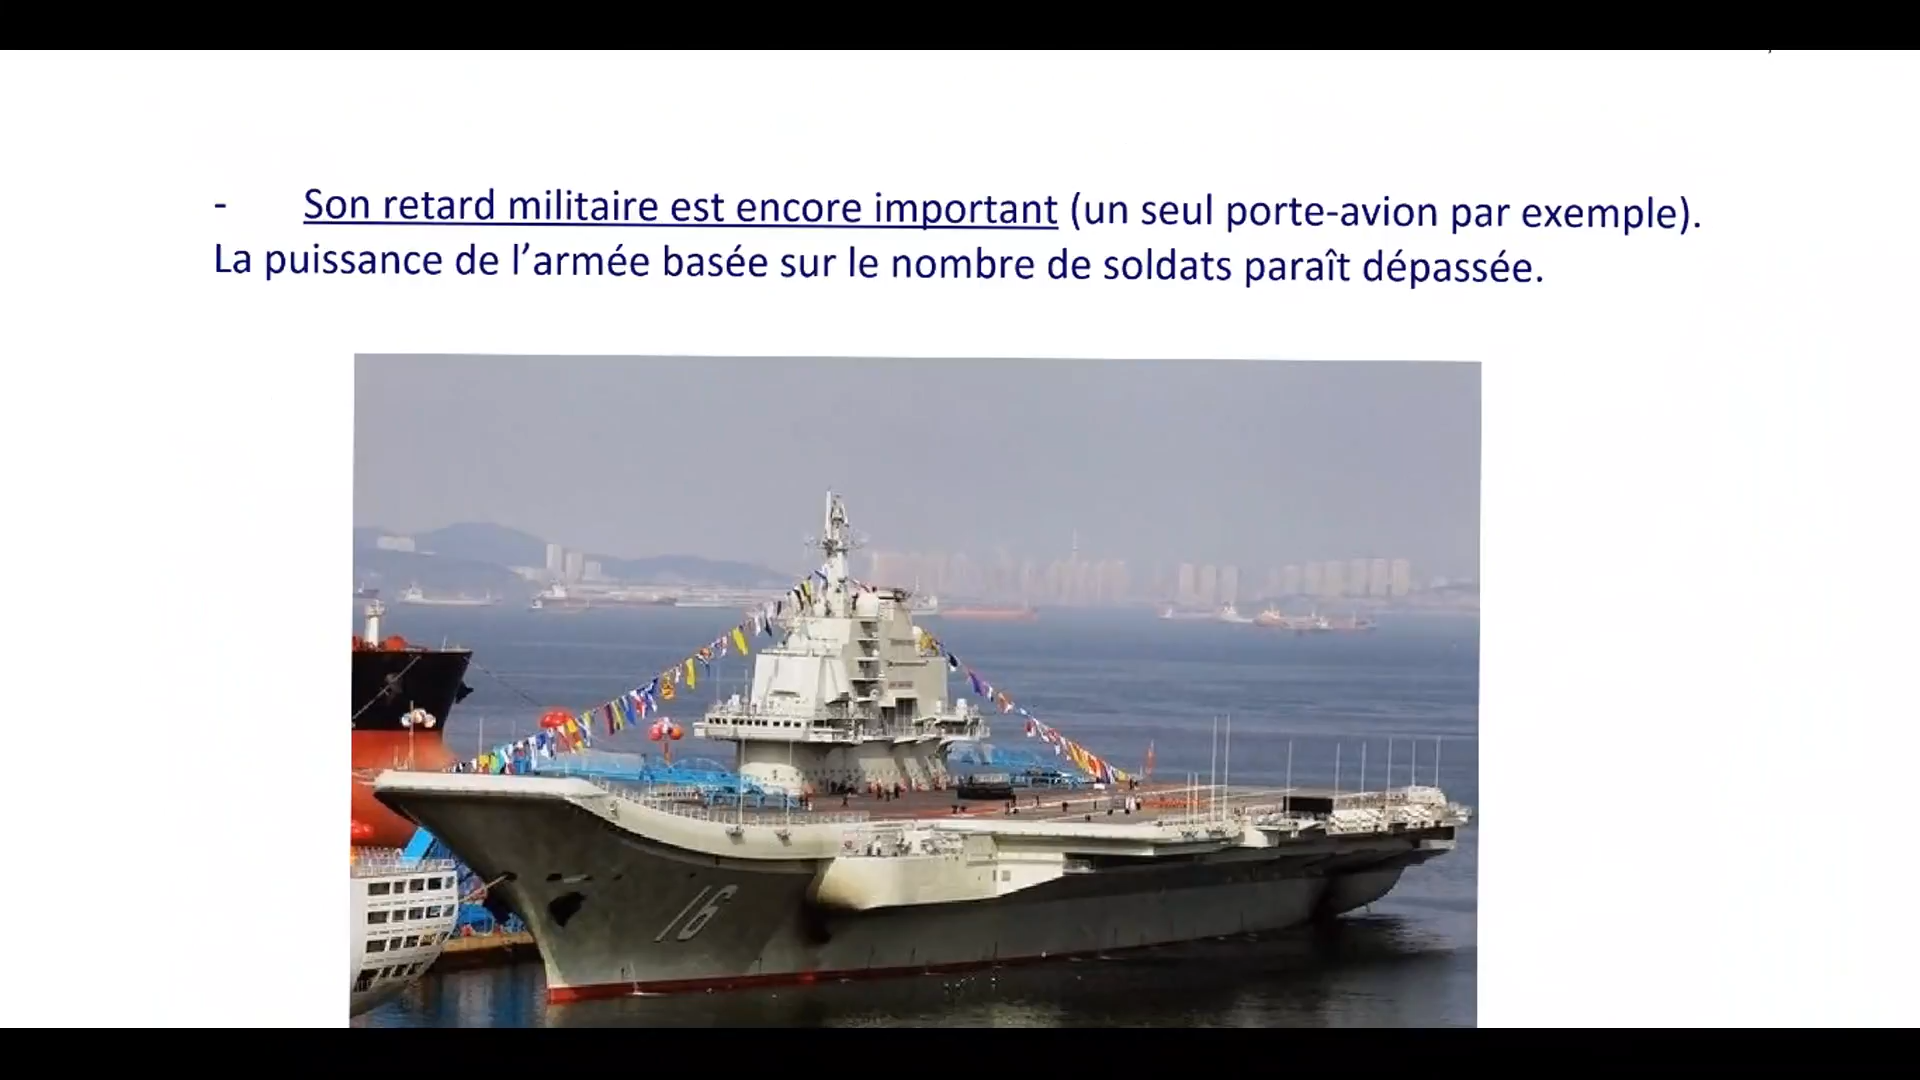 - Son retard militaire est encore important (un seul porte-avion par exemple).
La puissance de l’armée basée sur le nombre de soldats paraît dépassée.
16